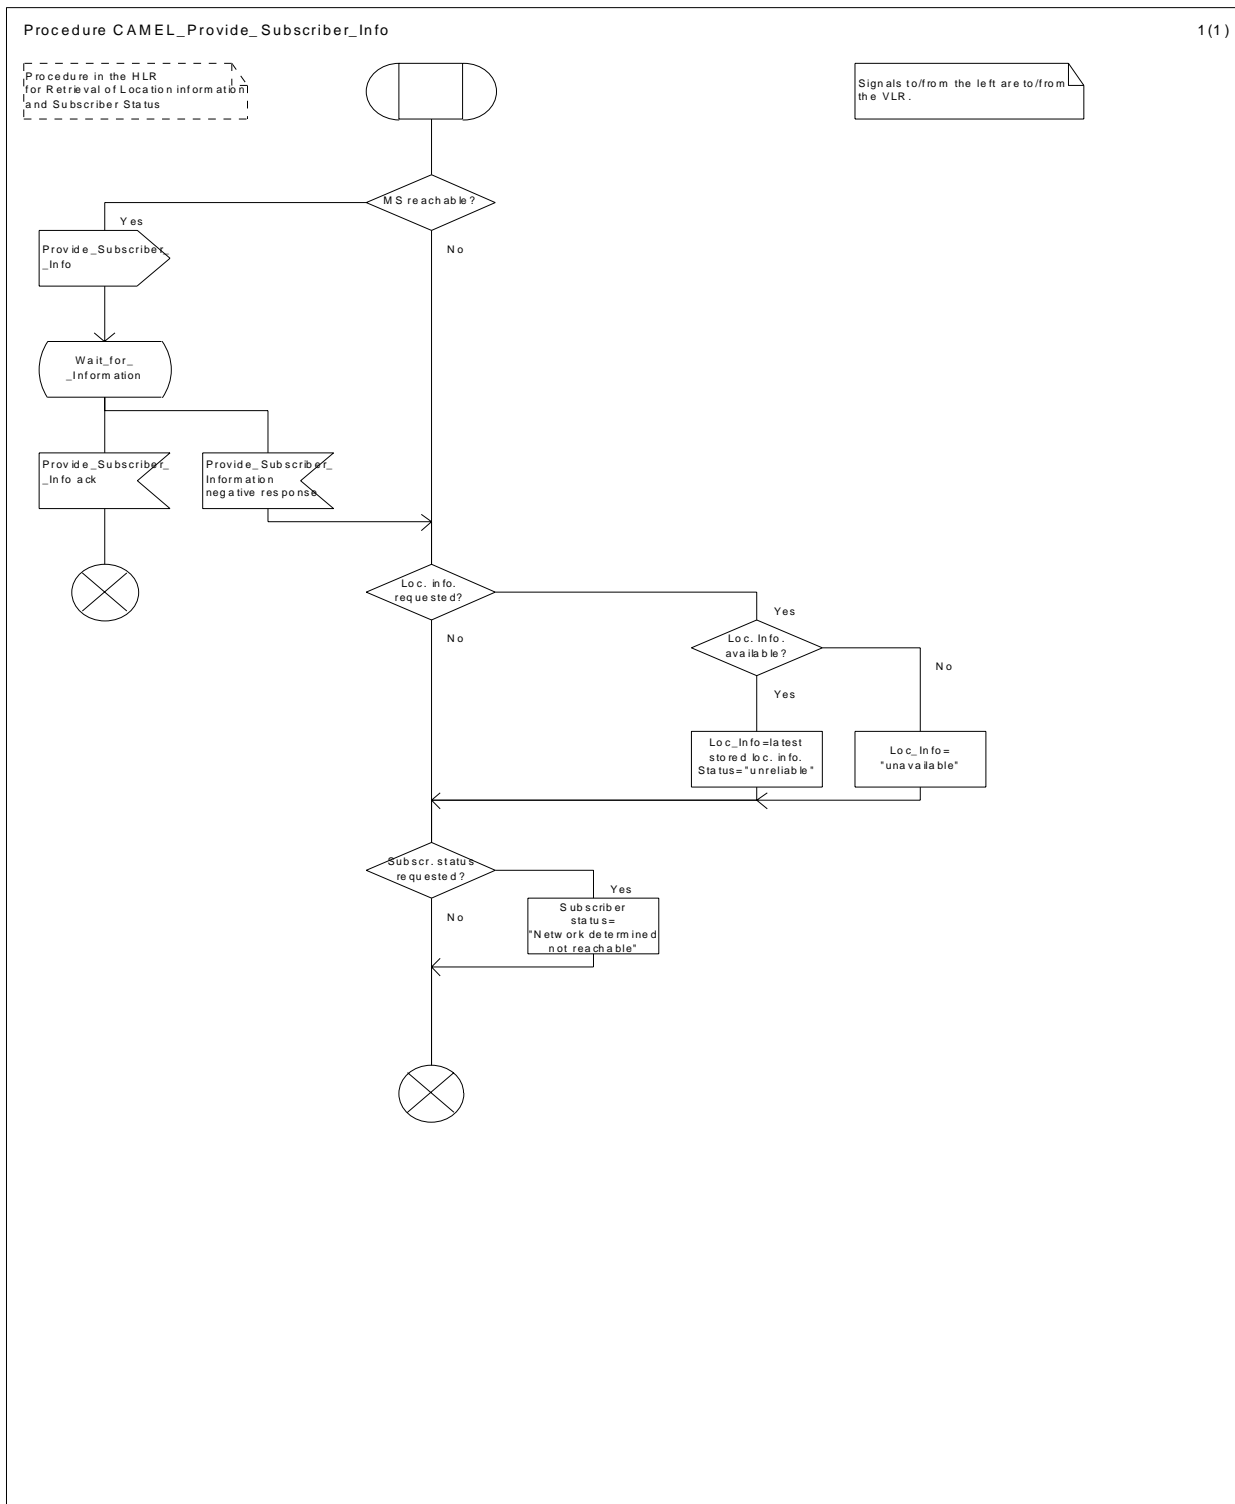 Procedure CAMEL_Provide_Subscriber_Info
1(1)
Procedure in the HLR
for Retrieval of Location information
and Subscriber Status
Signals to/from the left are to/from
the VLR.
MS reachable?
Yes
No
Provide_Subscriber_
_Info
Wait_for_
_Information
Provide_Subscriber_
_Info ack
Provide_Subscriber_
Information
negative response
Loc. info.
requested?
Yes
No
Loc. Info.
available?
No
Yes
Loc_Info=latest
stored loc. info.
Status="unreliable"
Loc_Info=
"unavailable"
Subscr. status
requested?
Yes
No
Subscriber
status=
"Network determined
not reachable"